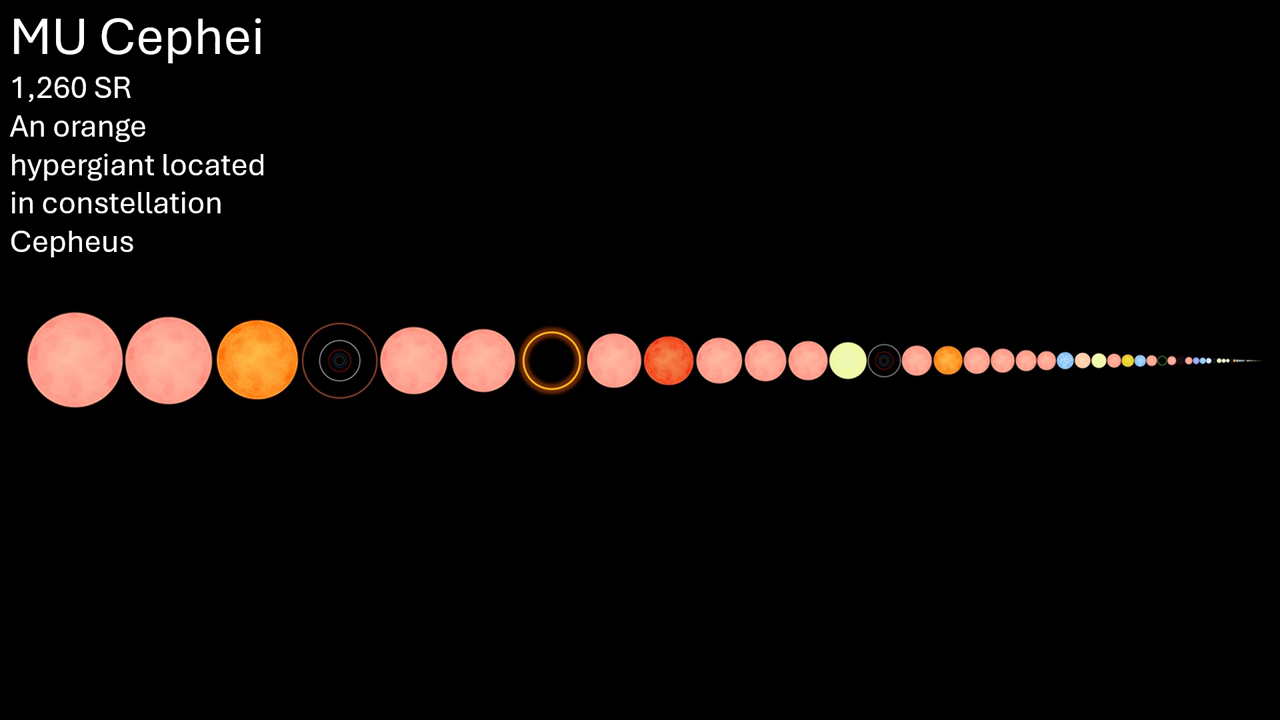 MU Cephei
1,260 SR
An orange
hypergiant located
in constellation
Cepheus